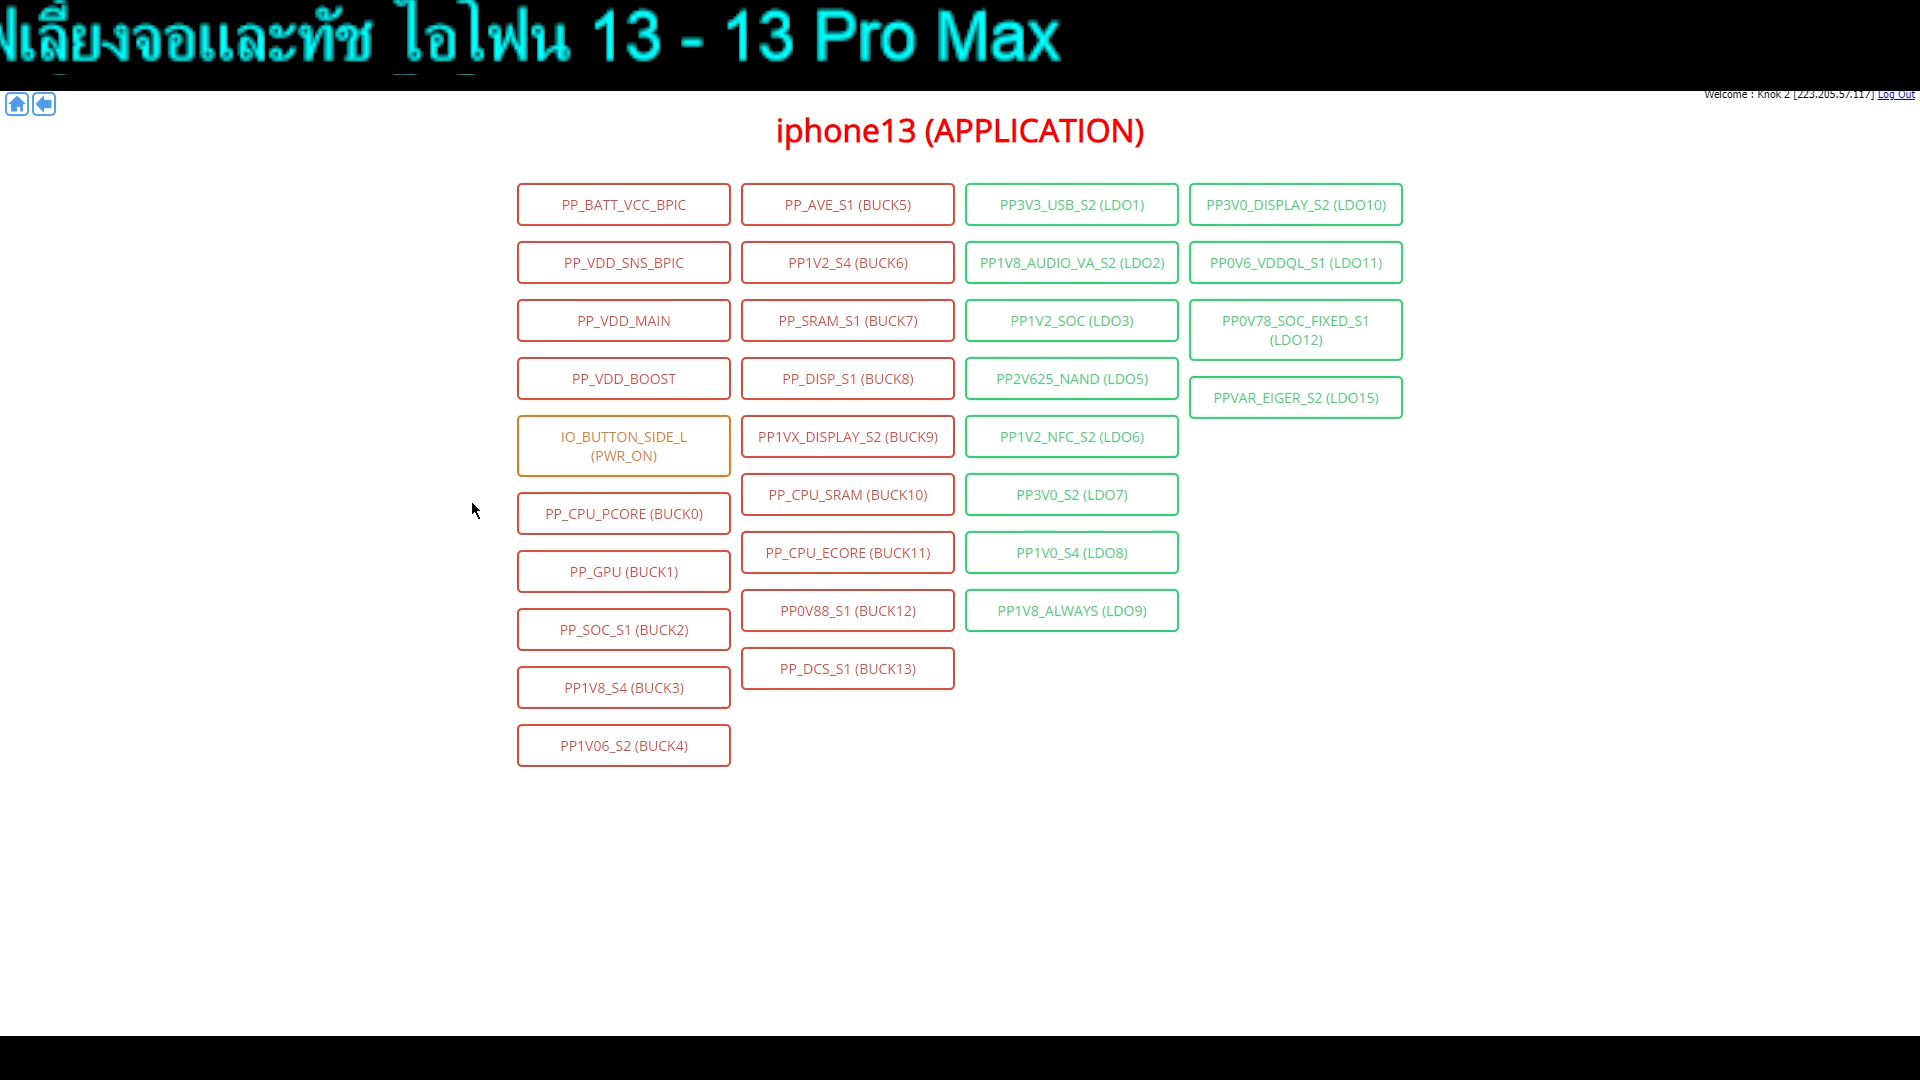 ฟเลี้ยงจอและทัช ไอโฟน 13 - 13 Pro Max
Welcome : Knok 2 [223.205.57.117] Log Out
iphone13 (APPLICATION)
PP_BATT_VCC_BPIC
PP_VDD_SNS_BPIC
PP_VDD_MAIN
PP_VDD_BOOST
IO_BUTTON_SIDE_L
(PWR_ON)
PP_CPU_PCORE (BUCK0)
PP_GPU (BUCK1)
PP_SOC_S1 (BUCK2)
PP1V8_S4 (BUCK3)
PP1V06_S2 (BUCK4)
PP_AVE_S1 (BUCK5)
PP1V2_S4 (BUCK6)
PP_SRAM_S1 (BUCK7)
PP_DISP_S1 (BUCK8)
PP1VX_DISPLAY_S2 (BUCK9)
PP_CPU_SRAM (BUCK10)
PP_CPU_ECORE (BUCK11)
PP0V88_S1 (BUCK12)
PP_DCS_S1 (BUCK13)
PP3V3_USB_S2 (LDO1)
PP1V8_AUDIO_VA_S2 (LDO2)
PP1V2_SOC (LDO3)
PP2V625_NAND (LDO5)
PP1V2_NFC_S2 (LDO6)
PP3V0_S2 (LDO7)
PP1V0_S4 (LDO8)
PP1V8_ALWAYS (LDO9)
PP3V0_DISPLAY_S2 (LDO10)
PP0V6_VDDQL_S1 (LDO11)
PP0V78_SOC_FIXED_S1
(LDO12)
PPVAR_EIGER_S2 (LDO15)